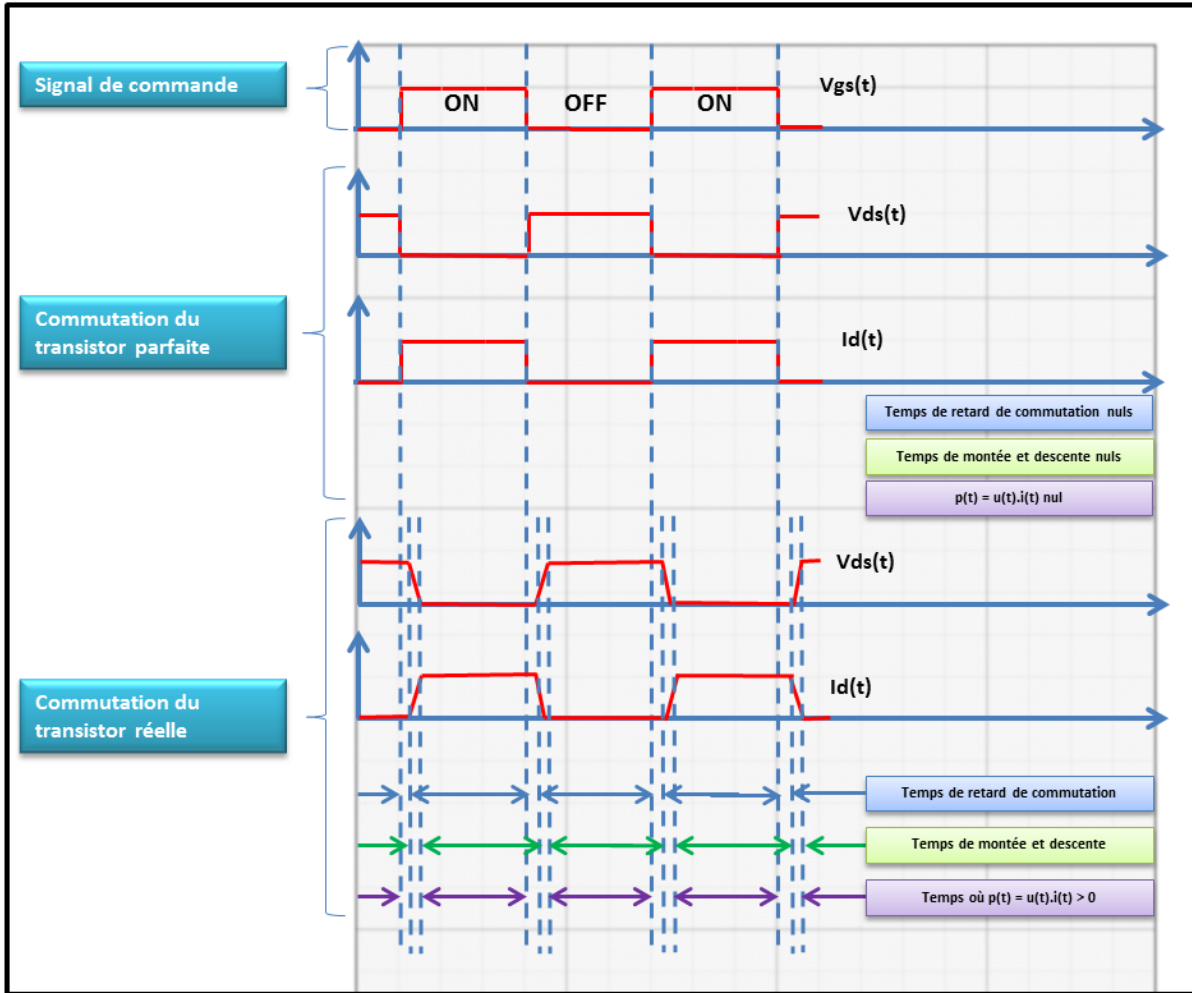 Signal de commande
Vgs(t)
ON
OFF
ON
Vds(t)
Commutation du
transistor parfaite
Id(t)
Temps de retard de commutation nuls
Temps de montée et descente nuls
p(t) = u(t).i(t) nul
Vds(t)
Commutation du
transistor réelle
Id(t)
Temps de retard de commutation
Temps de montée et descente
Temps où p(t) = u(t).i(t) > 0